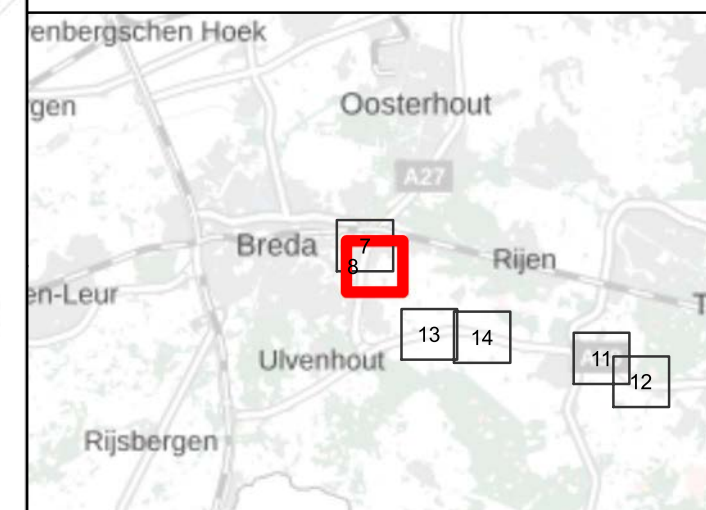 enbergschen Hoek
gen
Oosterhout
A27
Breda
7
8
Rijen
en-Leur
T
13
14
11
12
Ulvenhout
Rijsbergen